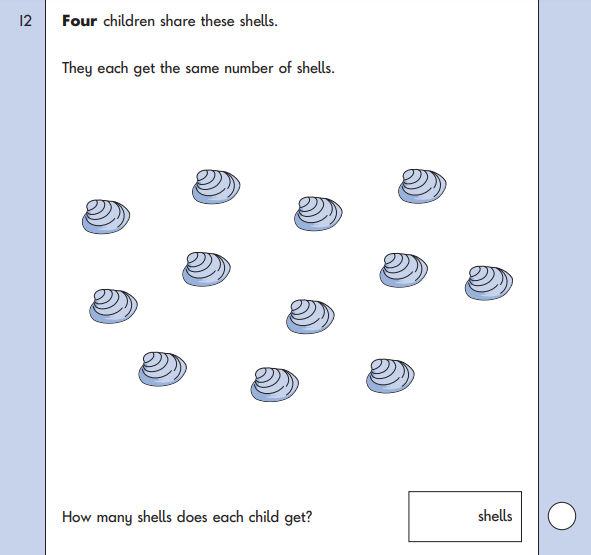 12
Four children share these shells.
They each get the same number of shells.
How many shells does each child get?
shells